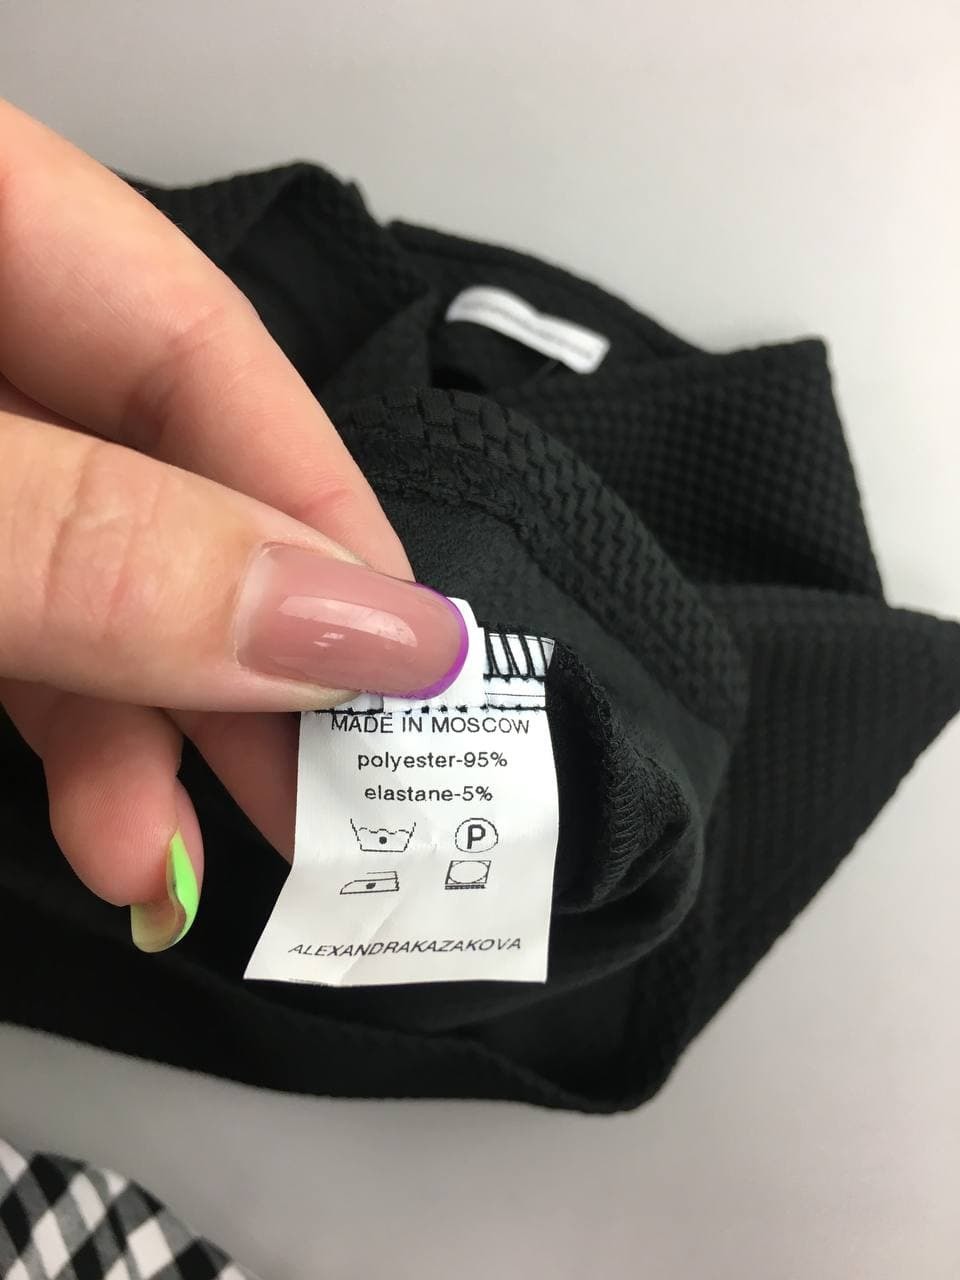 MADE IN MOSCOW
polyester-95%
elastane-5%
P
ALEXANDRAKAZAKOVA